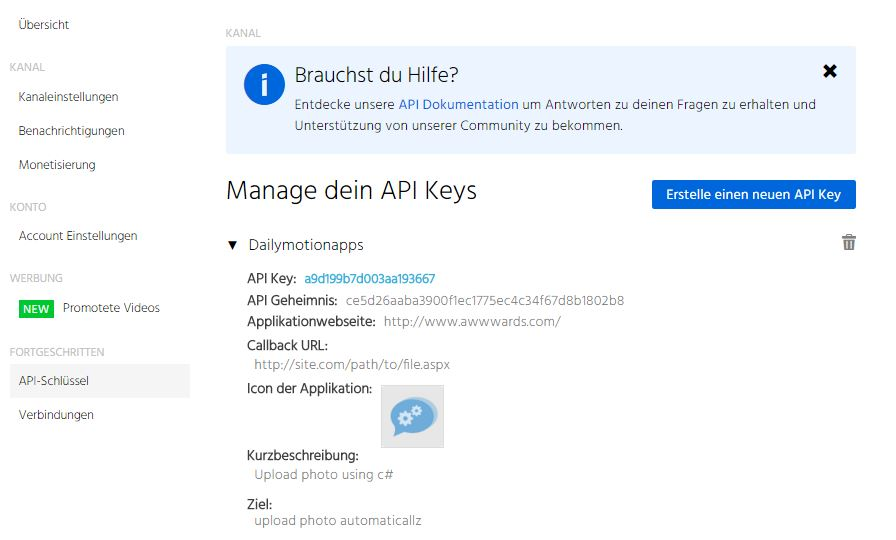 Übersicht
KANAL
Kanaleinstellungen
Benachrichtigungen
Monetisierung
KONTO
Account Einstellungen
WERBUNG
NEW Promotete Videos
FORTGESCHRITTEN
API-Schlüssel
Verbindungen
KANAL
Brauchst du Hilfe?
Entdecke unsere API Dokumentation um Antworten zu deinen Fragen zu erhalten und
Unterstützung von unserer Community zu bekommen.
Manage dein API Keys
Erstelle einen neuen API Key
Dailymotionapps
API Key: a9d199b7d003aa193667
API Geheimnis: ce5d26aaba3900f1ec1775ec4c34f67d8b1802b8
Applikationwebseite: http://www.awwwards.com/
Callback URL:
http://site.com/path/to/file.aspx
Icon der Applikation:
Kurzbeschreibung:
Upload photo using c#
Ziel:
upload photo automaticallz